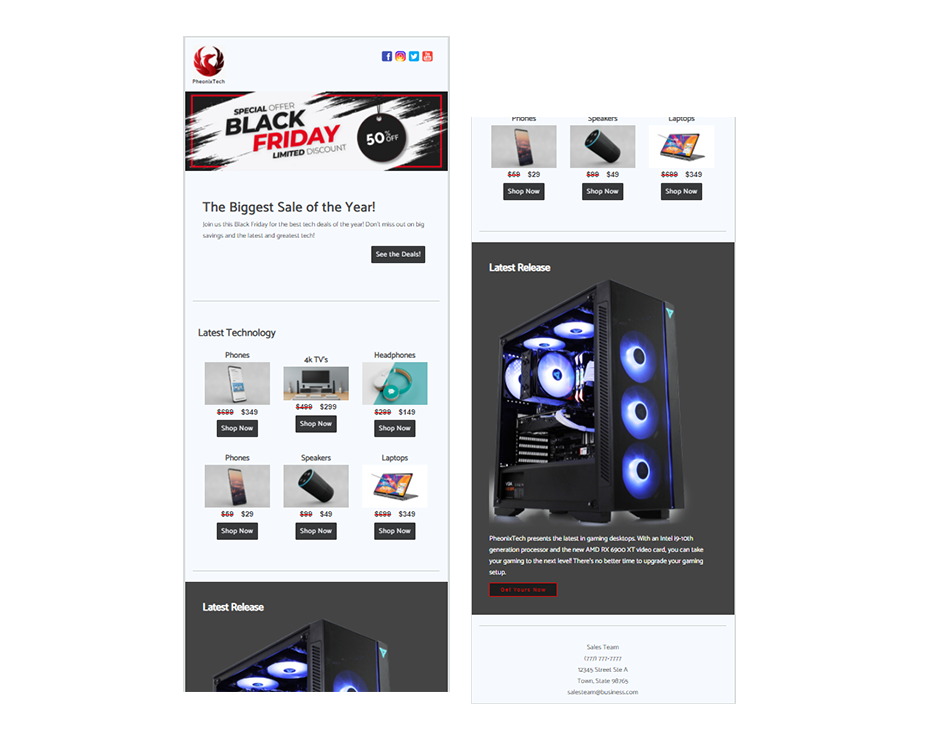 PheonixTech
SPECIAL OFFER
BLACK
FRIDAY
LIMITED DISCOUNT
50% OFF
The Biggest Sale of the Year!
Join us this Black Friday for the best tech deals of the year! Don't miss out on big
savings and the latest and greatest tech!
See the Deals!
Latest Technology
Phones 4k TV's Headphones
$699 $349 $499 $299 $299 $149
Shop Now Shop Now Shop Now
Phones Speakers Laptops
$59 $29 $99 $49 $699 $349
Shop Now Shop Now Shop Now
Latest Release
Phones Speakers Laptops
$59 $29 $99 $49 $699 $349
Shop Now Shop Now Shop Now
Latest Release
PheonixTech presents the latest in gaming desktops. With an Intel i9-10th
generation processor and the new AMD RX 6900 XT video card, you can take
your gaming to the next level! There's no better time to upgrade your gaming
setup.
Get Yours Now
Sales Team
(777) 777-7777
12345 Street Ste A
Town, State 98765
salesteam@business.com